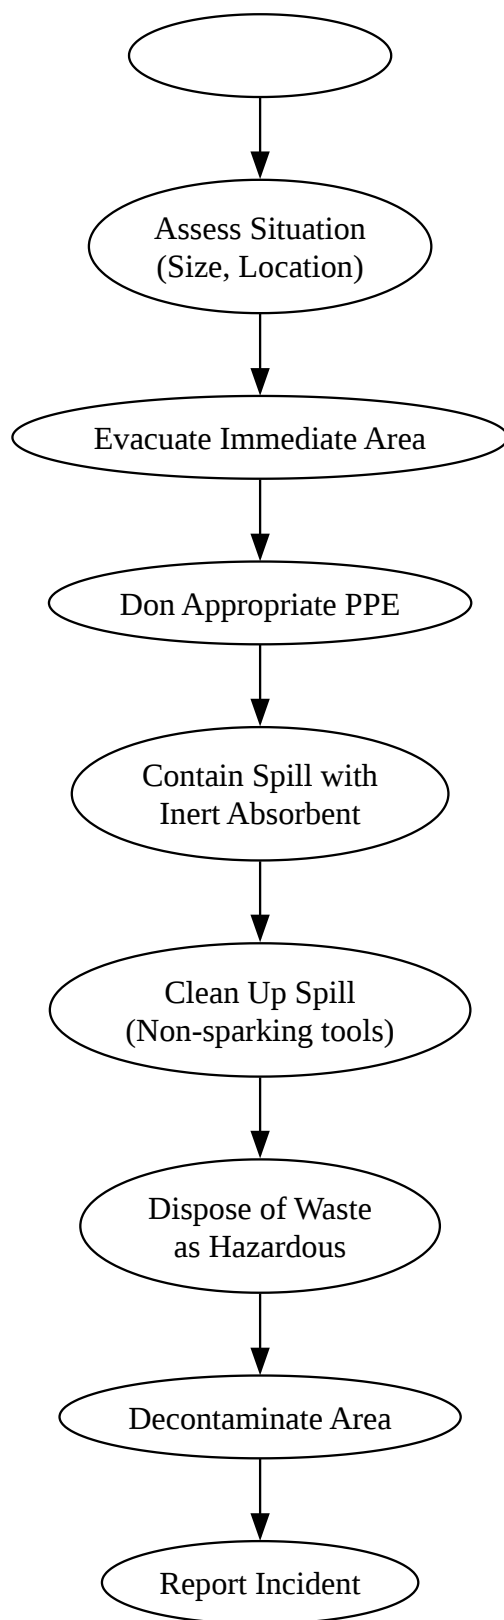 Assess Situation
(Size, Location)
Evacuate Immediate Area
Don Appropriate PPE
Contain Spill with
Inert Absorbent
Clean Up Spill
(Non-sparking tools)
Dispose of Waste
as Hazardous
Decontaminate Area
Report Incident